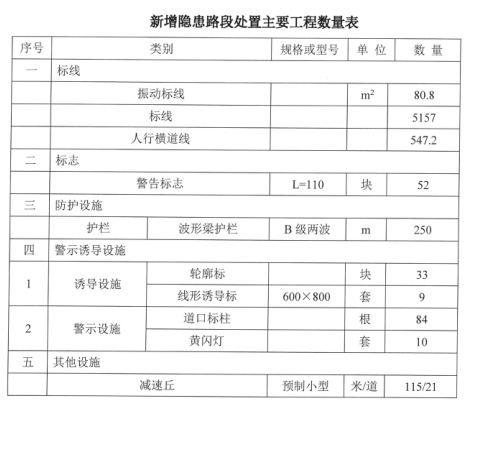 新增隐患路段处置主要工程数量表
序号 类别 规格或型号 单 位 数 量
一 标线
振动标线 m² 80.8
标线 5157
人行横道线 547.2
二 标志
警告标志 L=110 块 52
三 防护设施
护栏 波形梁护栏 B 级两波 m 250
四 警示诱导设施
1 诱导设施 轮廓标 块 33
线形诱导标 600×800 套 9
2 警示设施 道口标柱 根 84
黄闪灯 套 10
五 其他设施
减速丘 预制小型 米/道 115/21